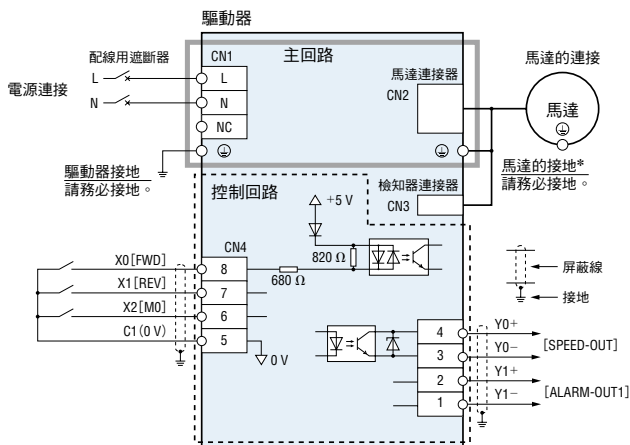 驅動器
配線用遮斷器
CN1
主回路
馬達連接器
CN2
馬達的連接
電源連接
L
L
N
N
NC
馬達
驅動器接地
請務必接地。
馬達的接地*
請務必接地。
控制回路
檢知器連接器
CN3
+5 V
820 Ω
680 Ω
CN4
X0[FWD]
8
X1[REV]
7
X2[M0]
6
C1(0 V)
5
0 V
屏蔽線
接地
4
Y0+
3
Y0−
[SPEED-OUT]
2
Y1+
1
Y1−
[ALARM-OUT1]